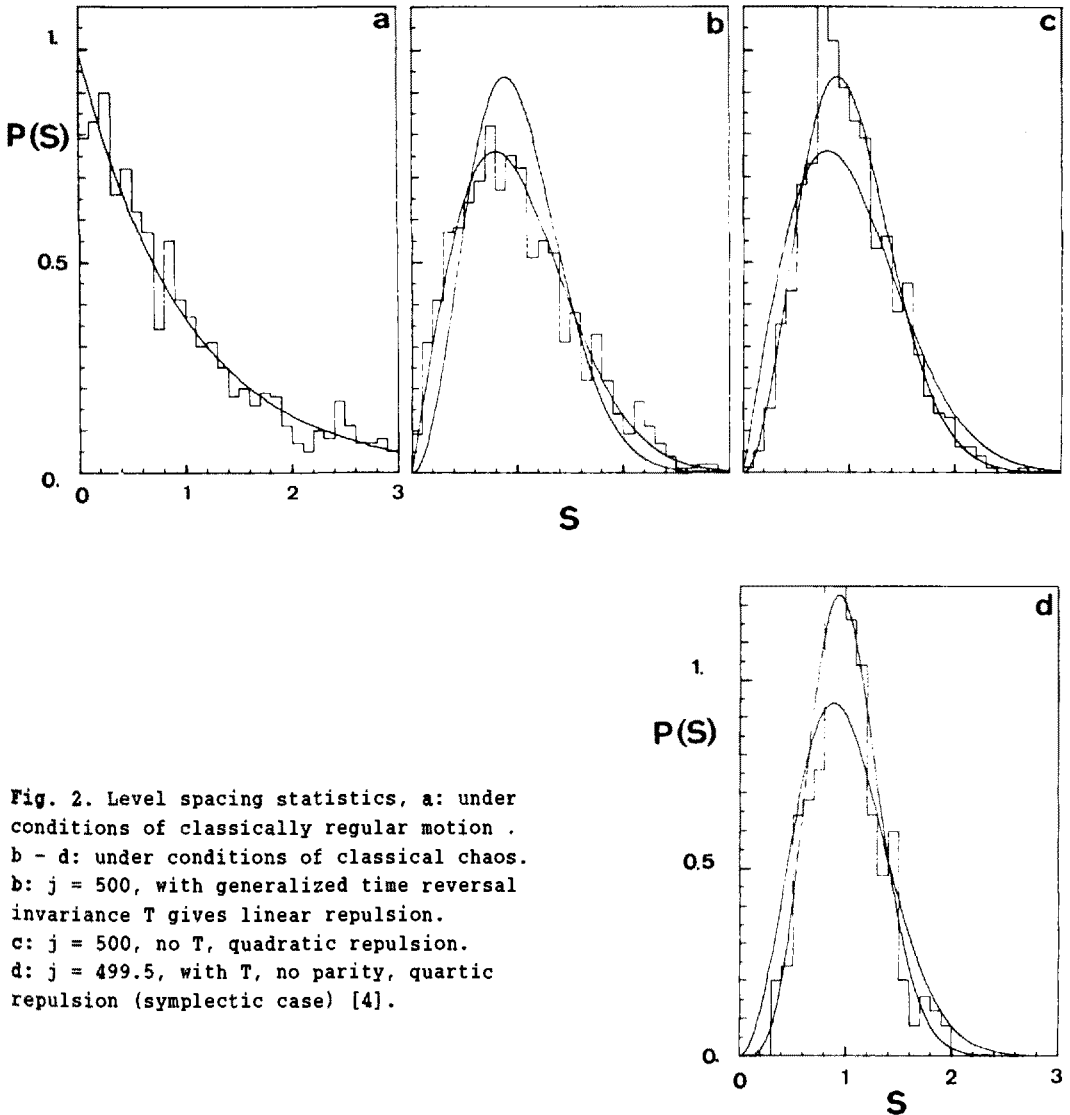 a
b
c
1.
P(S)
0.5
0.
0 1 2 3
S
d
1.
P(S)
0.5
0.
0 1 2 3
S
Fig. 2. Level spacing statistics, a: under
conditions of classically regular motion .
b - d: under conditions of classical chaos.
b: j = 500, with generalized time reversal
invariance T gives linear repulsion.
c: j = 500, no T, quadratic repulsion.
d: j = 499.5, with T, no parity, quartic
repulsion (symplectic case) [4].